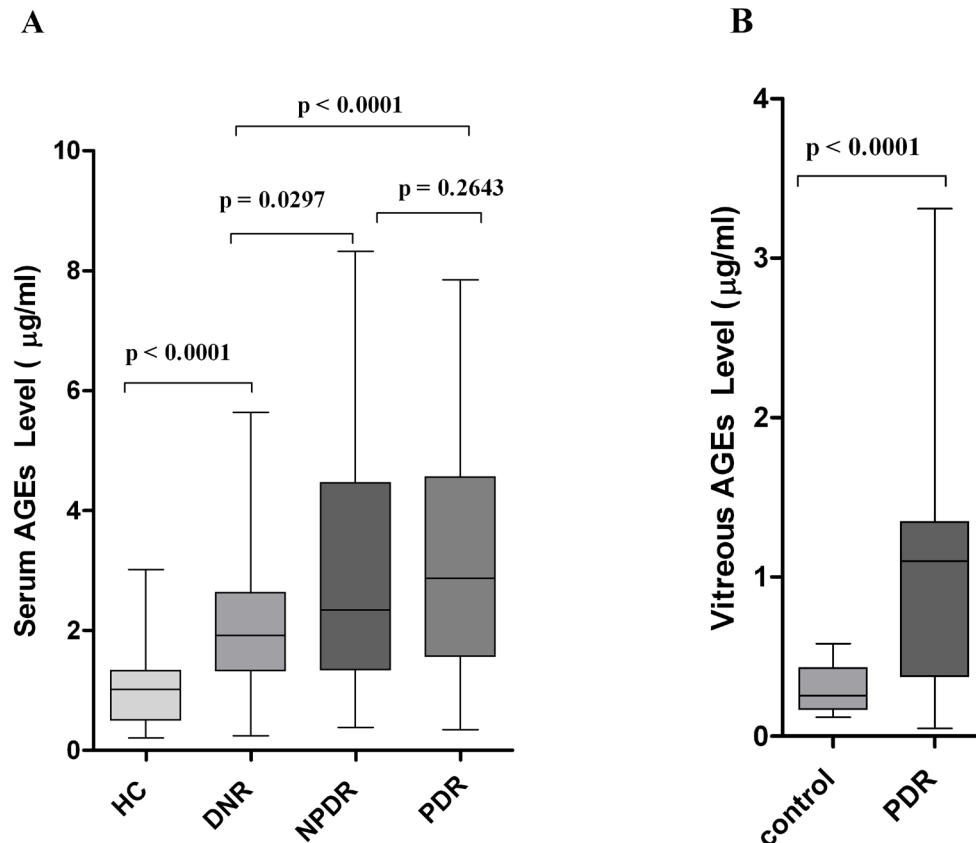 A
p < 0.0001
p = 0.0297
p = 0.2643
p < 0.0001
Serum AGEs Level ( μg/ml)
10
8
6
4
2
0
HC
DNR
NPDR
PDR
B
p < 0.0001
Vitreous AGEs Level (μg/ml)
4
3
2
1
0
control
PDR